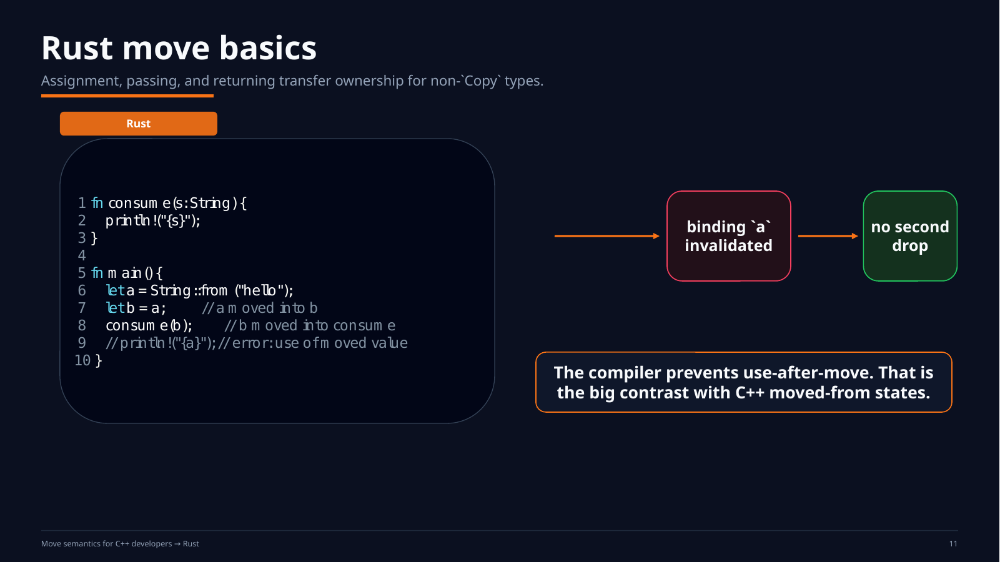 Rust move basics
Assignment, passing, and returning transfer ownership for non-`Copy` types.
Rust
1 fn consume(s: String) {
2     println!("{s}");
3 }
4
5 fn main() {
6     let a = String::from("hello");
7     let b = a;        // a moved into b
8     consume(b);       // b moved into consume
9     // println!("{a}"); // error: use of moved value
10 }
binding `a`
invalidated
no second
drop
The compiler prevents use-after-move. That is
the big contrast with C++ moved-from states.
Move semantics for C++ developers → Rust
11